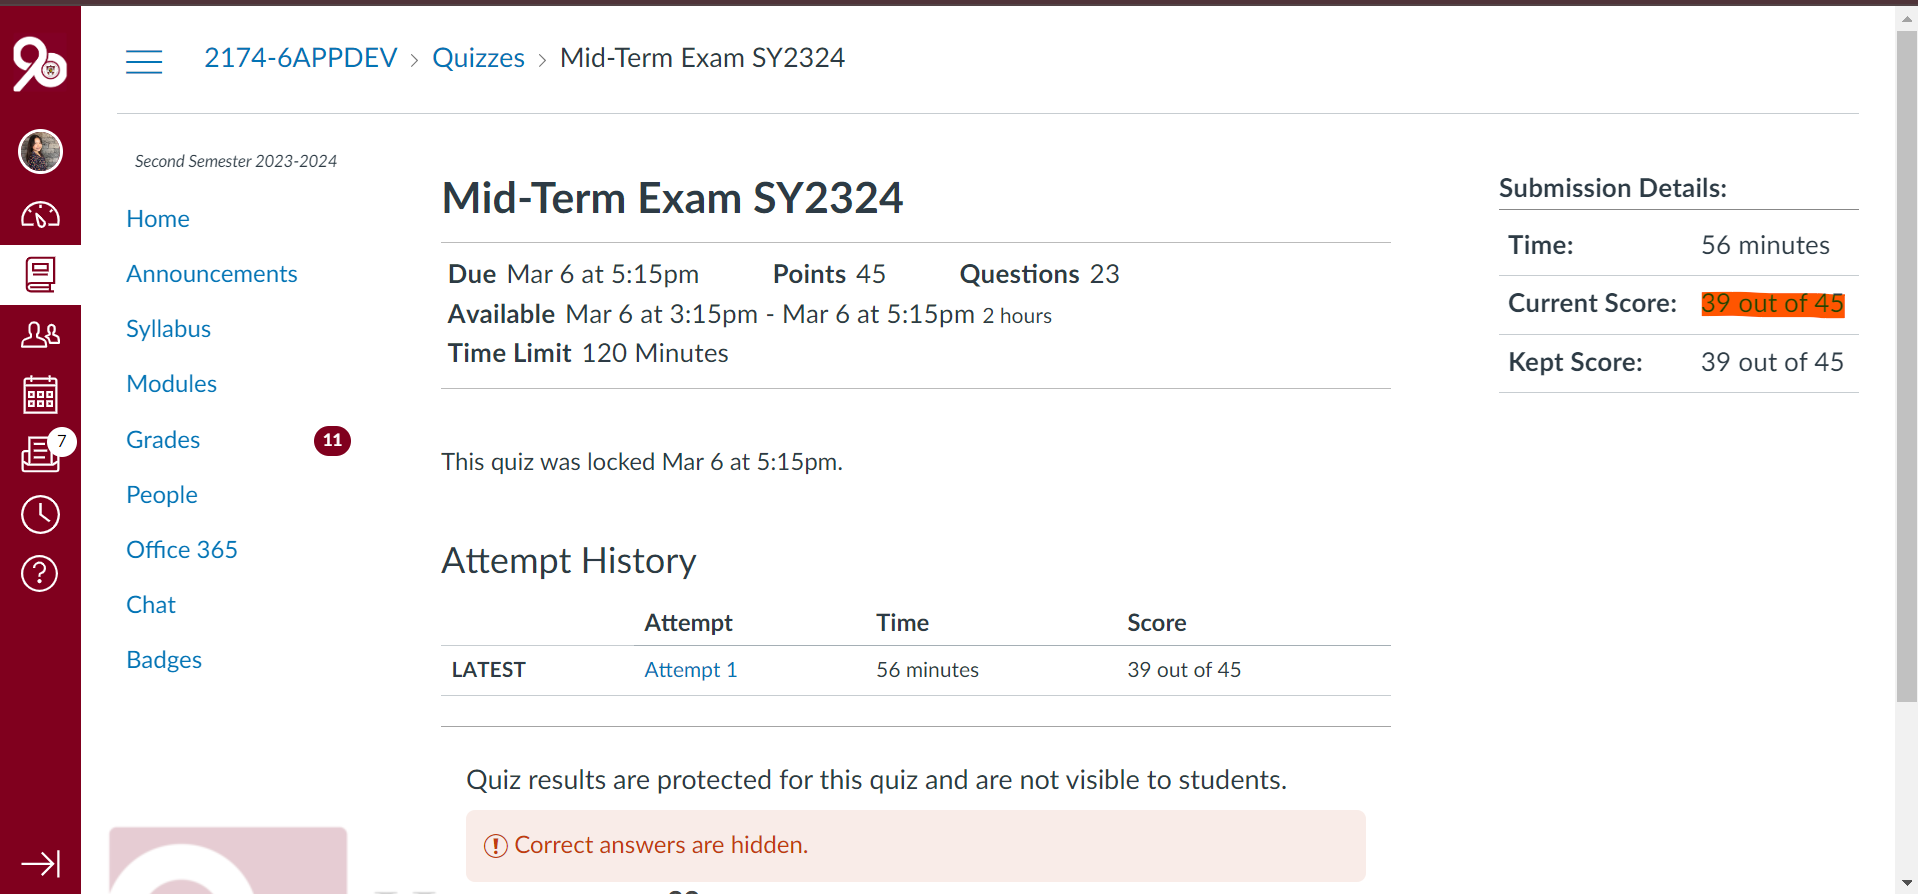 2174-6APPDEV › Quizzes › Mid-Term Exam SY2324
Second Semester 2023-2024
Home
Announcements
Syllabus
Modules
Grades 11
People
Office 365
Chat
Badges
7
Mid-Term Exam SY2324
Due Mar 6 at 5:15pm Points 45 Questions 23
Available Mar 6 at 3:15pm - Mar 6 at 5:15pm 2 hours
Time Limit 120 Minutes
This quiz was locked Mar 6 at 5:15pm.
Attempt History
Attempt Time Score
LATEST Attempt 1 56 minutes 39 out of 45
Quiz results are protected for this quiz and are not visible to students.
Correct answers are hidden.
Submission Details:
Time: 56 minutes
Current Score: 39 out of 45
Kept Score: 39 out of 45